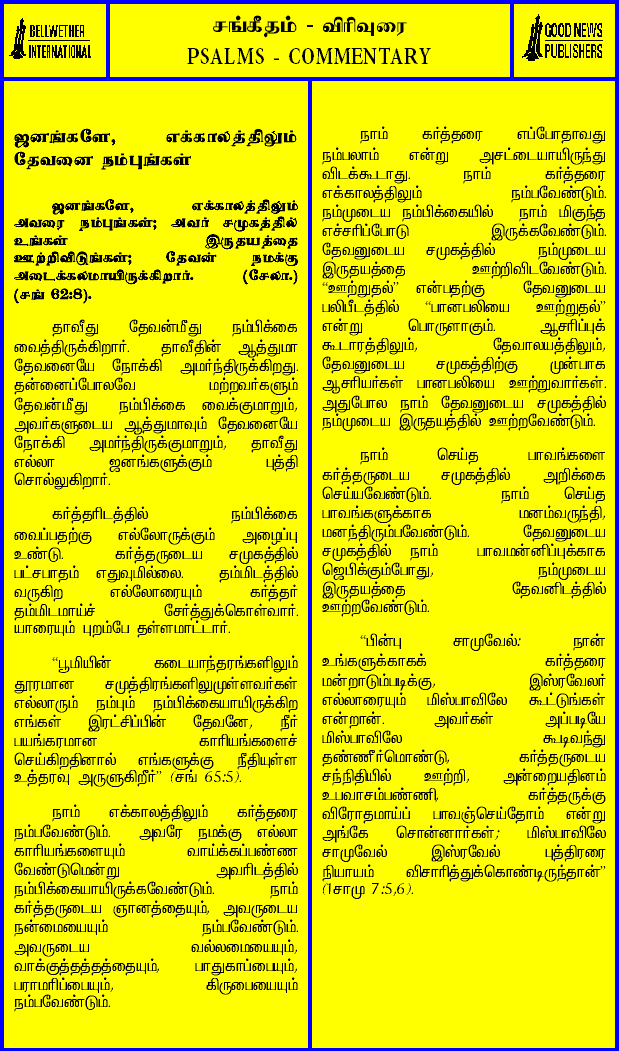 BELLWETHER
INTERNATIONAL
சங்கீதம் - விரிவுரை
PSALMS - COMMENTARY
GOOD NEWS
PUBLISHERS
ஜனங்களே, எக்காலத்திலும்
தேவனை நம்புங்கள்
ஜனங்களே, எக்காலத்திலும்
அவரை நம்புங்கள்; அவர் சமுகத்தில்
உங்கள் இருதயத்தை
ஊற்றிவிடுங்கள்; தேவன் நமக்கு
அடைக்கலமாயிருக்கிறார். (சேலா.)
(சங் 62:8).
தாவீது தேவன்மீது நம்பிக்கை
வைத்திருக்கிறார். தாவீதின் ஆத்துமா
தேவனையே நோக்கி அமர்ந்திருக்கிறது.
தன்னைப்போலவே மற்றவர்களும்
தேவன்மீது நம்பிக்கை வைக்குமாறும்,
அவர்களுடைய ஆத்துமாவும் தேவனையே
நோக்கி அமர்ந்திருக்குமாறும், தாவீது
எல்லா ஜனங்களுக்கும் புத்தி
சொல்லுகிறார்.
கர்த்தரிடத்தில் நம்பிக்கை
வைப்பதற்கு எல்லோருக்கும் அழைப்பு
உண்டு. கர்த்தருடைய சமுகத்தில்
பட்சபாதம் எதுவுமில்லை. தம்மிடத்தில்
வருகிற எல்லோரையும் கர்த்தர்
தம்மிடமாய்ச் சேர்த்துக்கொள்வார்.
யாரையும் புறம்பே தள்ளமாட்டார்.
“பூமியின் கடையாந்தரங்களிலும்
தூரமான சமுத்திரங்களிலுமுள்ளவர்கள்
எல்லாரும் நம்பும் நம்பிக்கையாயிருக்கிற
எங்கள் இரட்சிப்பின் தேவனே, நீர்
பயங்கரமான காரியங்களைச்
செய்கிறதினால் எங்களுக்கு நீதியுள்ள
உத்தரவு அருளுகிறீர்” (சங் 65:5).
நாம் எக்காலத்திலும் கர்த்தரை
நம்பவேண்டும். அவரே நமக்கு எல்லா
காரியங்களையும் வாய்க்கப்பண்ண
வேண்டுமென்று அவரிடத்தில்
நம்பிக்கையாயிருக்கவேண்டும். நாம்
கர்த்தருடைய ஞானத்தையும், அவருடைய
நன்மையையும் நம்பவேண்டும்.
அவருடைய வல்லமையையும்,
வாக்குத்தத்தத்தையும், பாதுகாப்பையும்,
பராமரிப்பையும், கிருபையையும்
நம்பவேண்டும்.
நாம் கர்த்தரை எப்போதாவது
நம்பலாம் என்று அசட்டையாயிருந்து
விடக்கூடாது. நாம் கர்த்தரை
எக்காலத்திலும் நம்பவேண்டும்.
நம்முடைய நம்பிக்கையில் நாம் மிகுந்த
எச்சரிப்போடு இருக்கவேண்டும்.
தேவனுடைய சமுகத்தில் நம்முடைய
இருதயத்தை ஊற்றிவிடவேண்டும்.
“ஊற்றுதல்” என்பதற்கு தேவனுடைய
பலிபீடத்தில் “பானபலியை ஊற்றுதல்”
என்று பொருளாகும். ஆசரிப்புக்
கூடாரத்திலும், தேவாலயத்திலும்,
தேவனுடைய சமுகத்திற்கு முன்பாக
ஆசரியர்கள் பானபலியை ஊற்றுவார்கள்.
அதுபோல நாம் தேவனுடைய சமுகத்தில்
நம்முடைய இருதயத்தில் ஊற்றவேண்டும்.
நாம் செய்த பாவங்களை
கர்த்தருடைய சமுகத்தில் அறிக்கை
செய்யவேண்டும். நாம் செய்த
பாவங்களுக்காக மனம்வருந்தி,
மனந்திரும்பவேண்டும். தேவனுடைய
சமுகத்தில் நாம் பாவமன்னிப்புக்காக
ஜெபிக்கும்போது, நம்முடைய
இருதயத்தை தேவனிடத்தில்
ஊற்றவேண்டும்.
“பின்பு சாமுவேல்: நான்
உங்களுக்காகக் கர்த்தரை
மன்றாடும்படிக்கு, இஸ்ரவேலர்
எல்லாரையும் மிஸ்பாவிலே கூட்டுங்கள்
என்றான். அவர்கள் அப்படியே
மிஸ்பாவிலே கூடிவந்து
தண்ணீர்மொண்டு, கர்த்தருடைய
சந்நிதியில் ஊற்றி, அன்றையதினம்
உபவாசம்பண்ணி, கர்த்தருக்கு
விரோதமாய்ப் பாவஞ்செய்தோம் என்று
அங்கே சொன்னார்கள்; மிஸ்பாவிலே
சாமுவேல் இஸ்ரவேல் புத்திரரை
நியாயம் விசாரித்துக்கொண்டிருந்தான்”
(1சாமு 7:5,6).